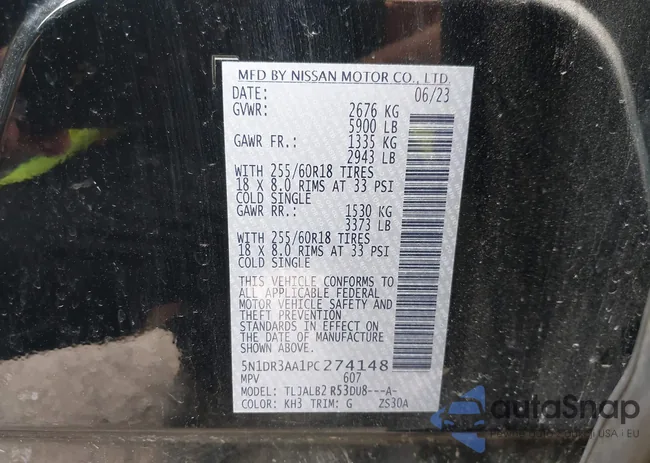 MFD BY NISSAN MOTOR CO., LTD.
DATE: 06/23
GVWR: 2676 KG
5900 LB
GAWR FR.: 1335 KG
2943 LB
WITH 255/60R18 TIRES
18 X 8.0 RIMS AT 33 PSI
COLD SINGLE
GAWR RR.: 1530 KG
3373 LB
WITH 255/60R18 TIRES
18 X 8.0 RIMS AT 33 PSI
COLD SINGLE
THIS VEHICLE CONFORMS TO
ALL APPLICABLE FEDERAL
MOTOR VEHICLE SAFETY AND
THEFT PREVENTION
STANDARDS IN EFFECT ON
THE DATE OF MANUFACTURE
SHOWN ABOVE.
5N1DR3AA1PC274148
MPV 607
MODEL: TLJALB2 R53DU8---A-
COLOR: KH3 TRIM: G ZS30A
autoSnap
USA • EU